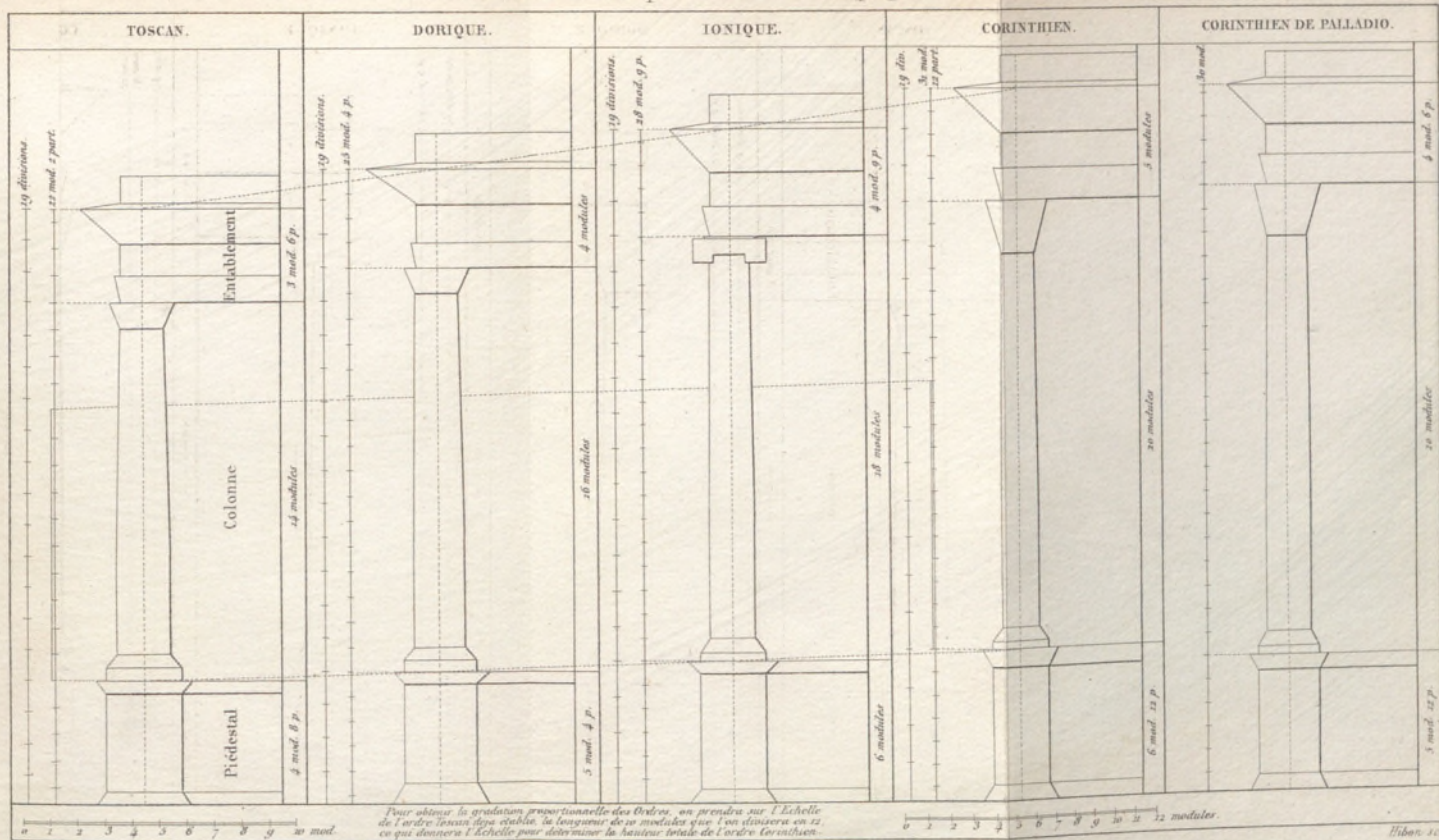 TOSCAN.
DORIQUE.
IONIQUE.
CORINTHIEN.
CORINTHIEN DE PALLADIO.
19 divisions.
22 mod. 2 part.
Entablement
3 mod. 6 p.
Colonne
14 modules
Piédestal
4 mod. 8 p.
19 divisions.
25 mod. 4 p.
4 modules
16 modules
5 mod. 4 p.
19 divisions.
28 mod. 9 p.
4 mod. 9 p.
18 modules
6 modules
19 div.
31 mod.
12 part.
5 modules
20 modules
6 mod. 12 p.
30 mod.
4 mod. 6 p.
20 modules
5 mod. 12 p.
0 1 2 3 4 5 6 7 8 9 10 mod.
Pour obtenir la gradation proportionnelle des Ordres, on prendra sur l'Echelle
de l'ordre Toscan deja etablie, la longueur de 10 modules que l'on divisera en 12,
ce qui donnera l'Echelle pour déterminer la hauteur totale de l'ordre Corinthien.
0 1 2 3 4 5 6 7 8 9 10 11 12 modules.
Hibon